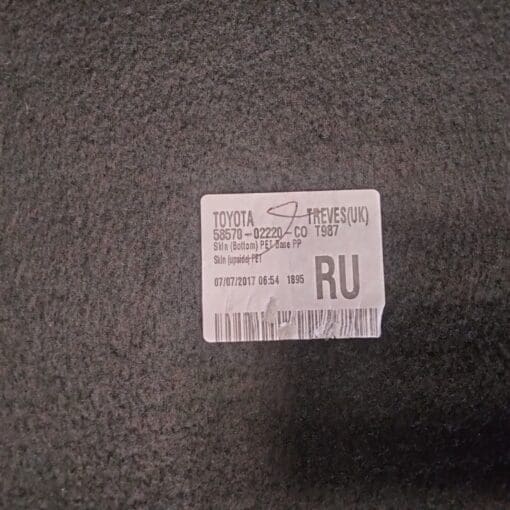 TOYOTA TREVES(UK)
58570-02220-C0 T987
Skin (Bottom) PET Base PP
Skin (upside) PET
07/07/2017 06:54 1895
RU